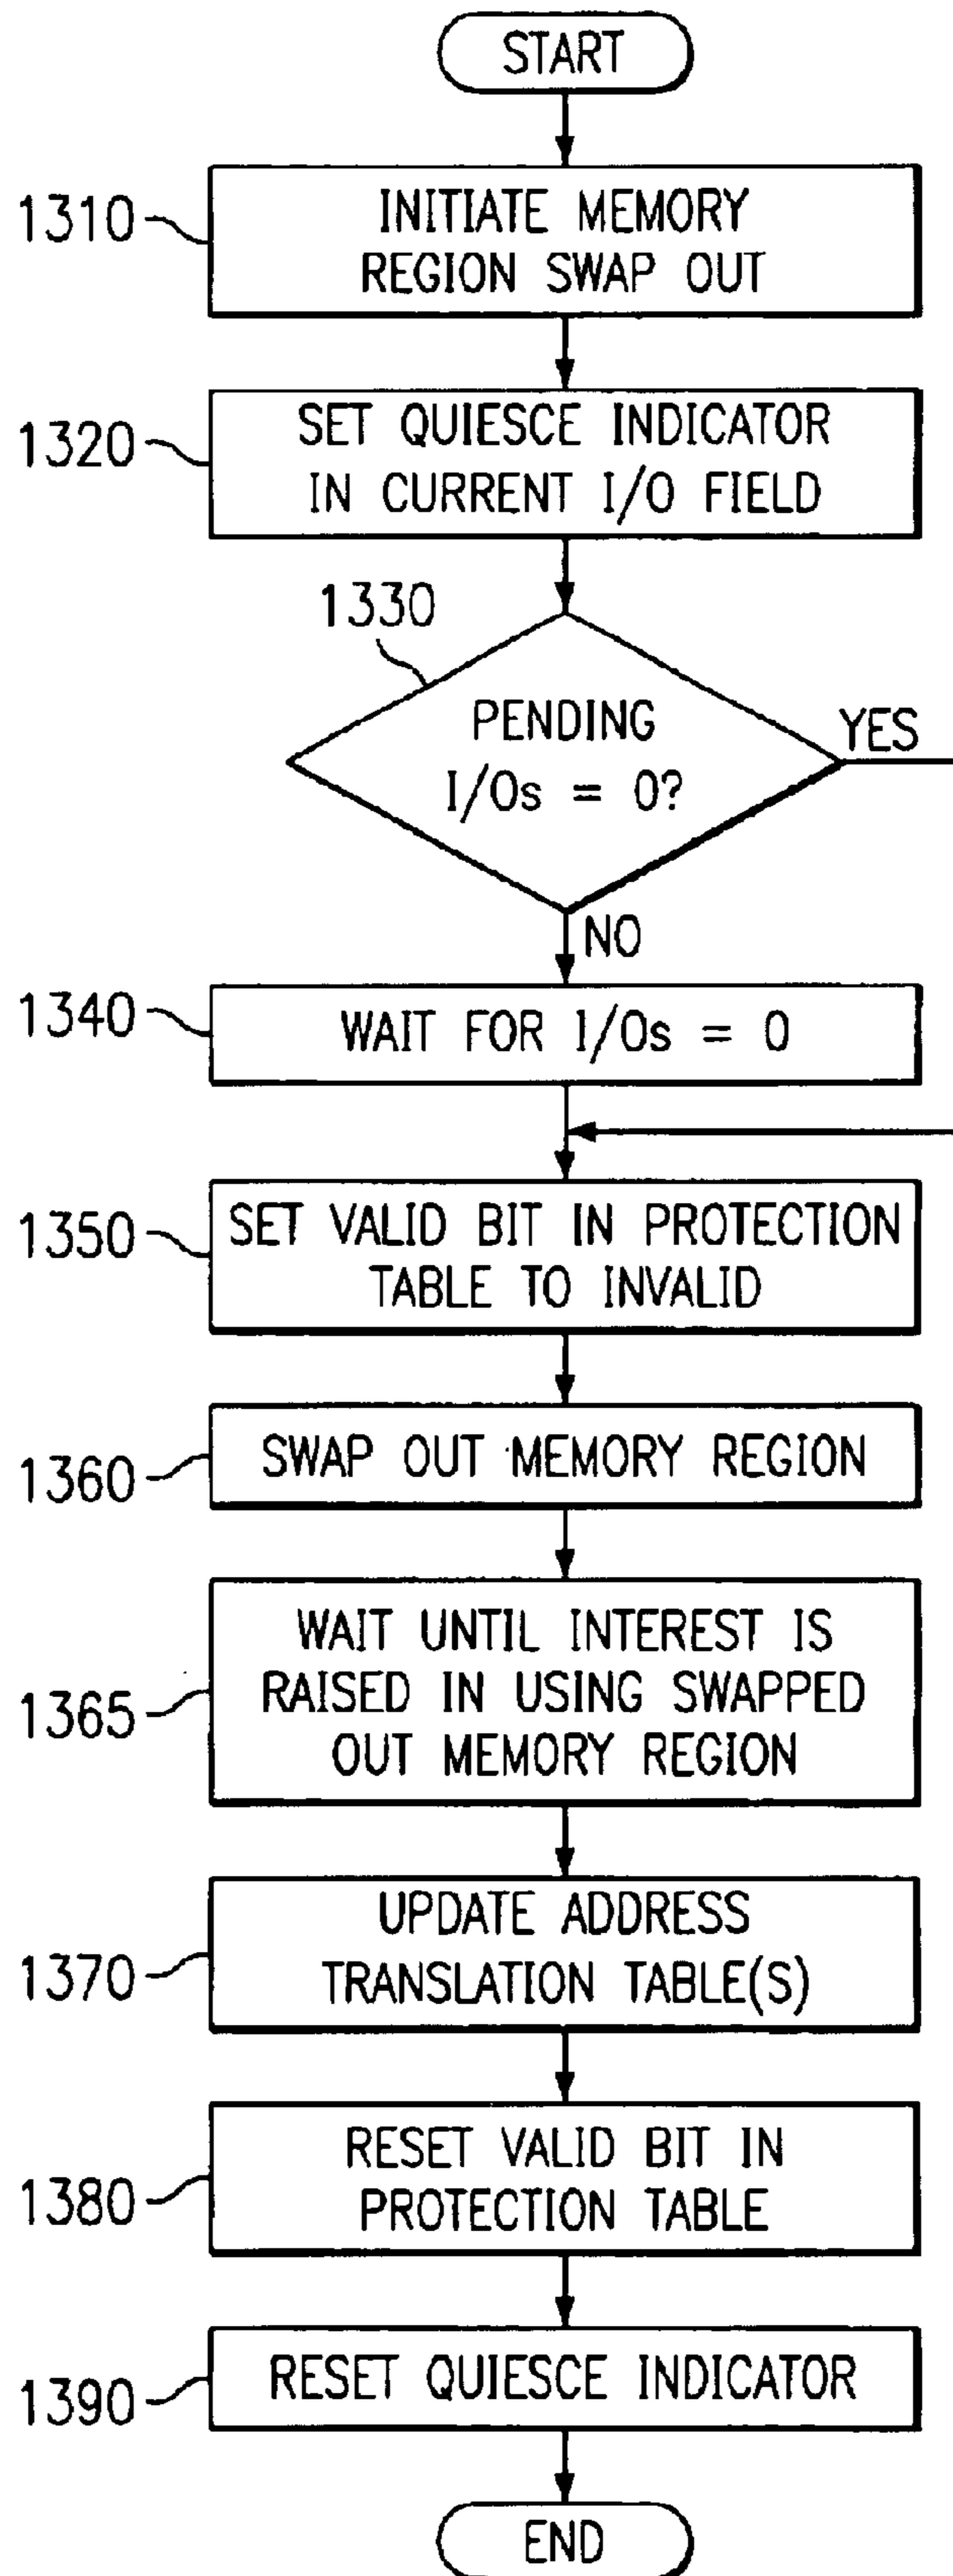 START
1310
INITIATE MEMORY
REGION SWAP OUT
1320
SET QUIESCE INDICATOR
IN CURRENT I/O FIELD
1330
PENDING
I/Os = 0?
YES
NO
1340
WAIT FOR I/Os = 0
1350
SET VALID BIT IN PROTECTION
TABLE TO INVALID
1360
SWAP OUT MEMORY REGION
1365
WAIT UNTIL INTEREST IS
RAISED IN USING SWAPPED
OUT MEMORY REGION
1370
UPDATE ADDRESS
TRANSLATION TABLE(S)
1380
RESET VALID BIT IN
PROTECTION TABLE
1390
RESET QUIESCE INDICATOR
END